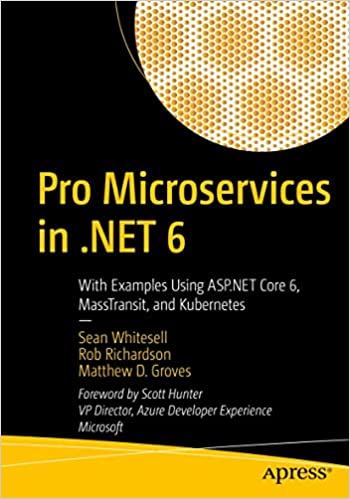 Pro Microservices
in .NET 6
With Examples Using ASP.NET Core 6,
MassTransit, and Kubernetes
—
Sean Whitesell
Rob Richardson
Matthew D. Groves
Foreword by Scott Hunter
VP Director, Azure Developer Experience
Microsoft
Apress®